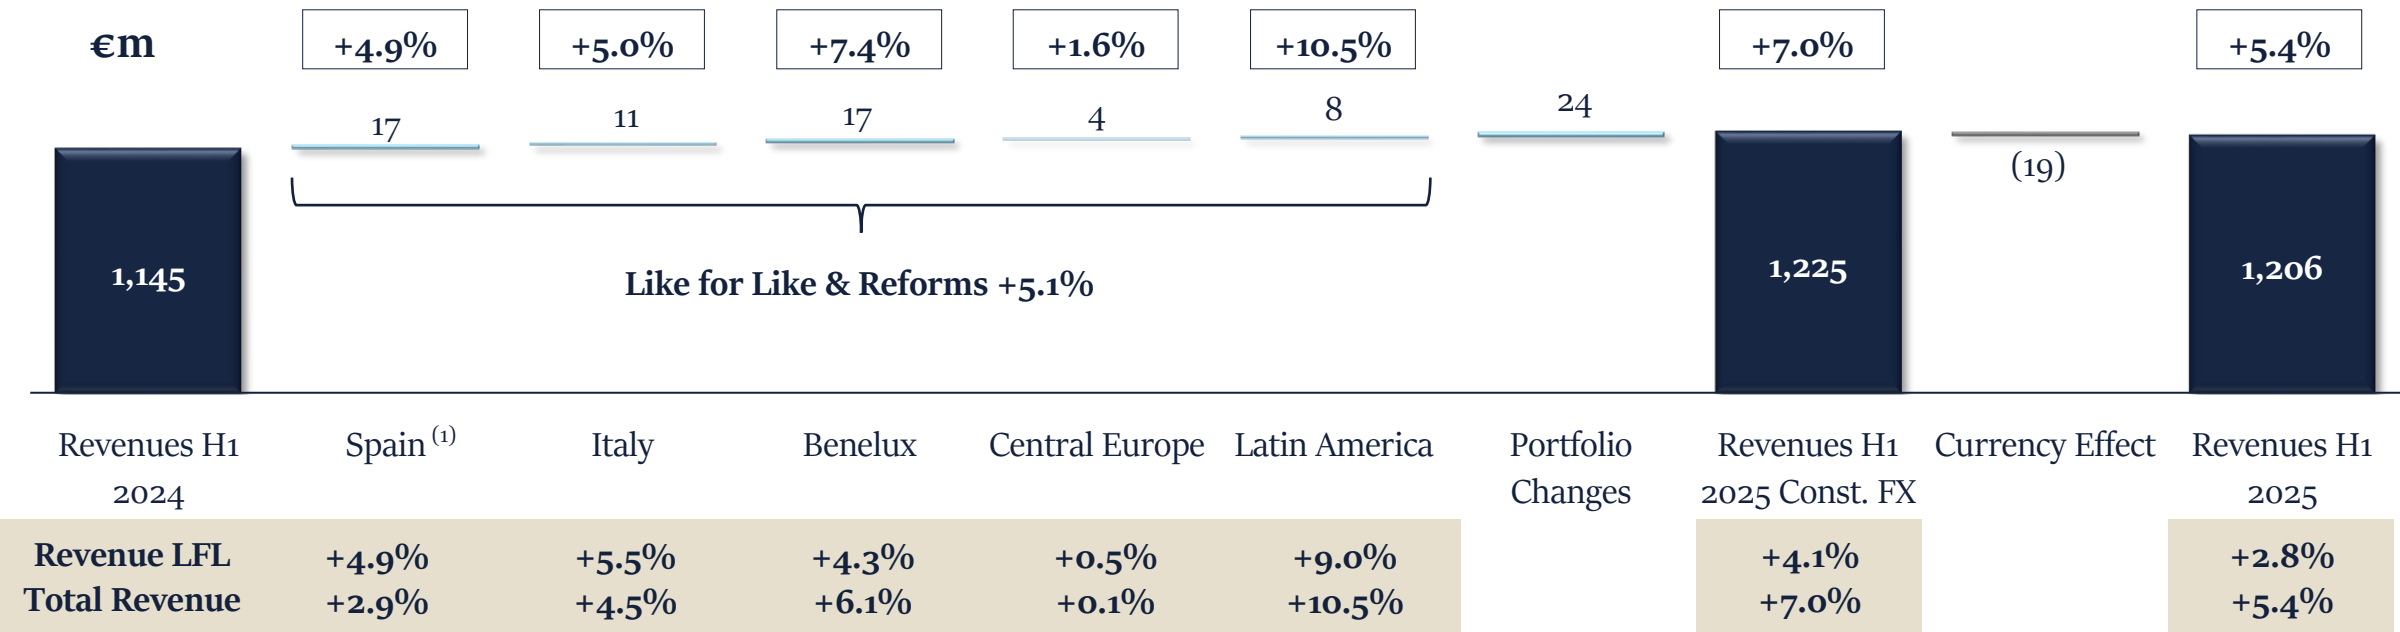 €m +4.9% +5.0% +7.4% +1.6% +10.5% +7.0% +5.4%
17 11 17 4 8 24 (19)
1,145 1,225 1,206
Like for Like & Reforms +5.1%
Revenues H1 2024
Spain (1)
Italy
Benelux
Central Europe
Latin America
Portfolio Changes
Revenues H1 2025 Const. FX
Currency Effect
Revenues H1 2025
Revenue LFL +4.9% +5.5% +4.3% +0.5% +9.0% +4.1% +2.8%
Total Revenue +2.9% +4.5% +6.1% +0.1% +10.5% +7.0% +5.4%